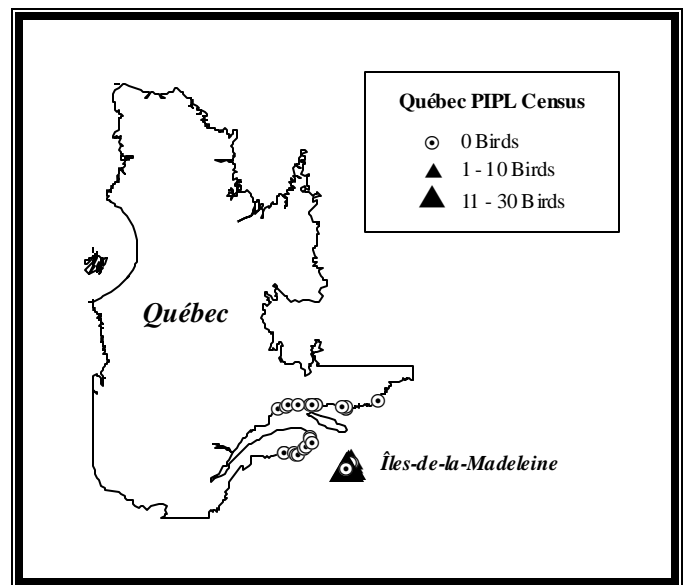 Québec PIPL Census
0 Birds
1 - 10 Birds
11 - 30 Birds
Québec
Îles-de-la-Madeleine